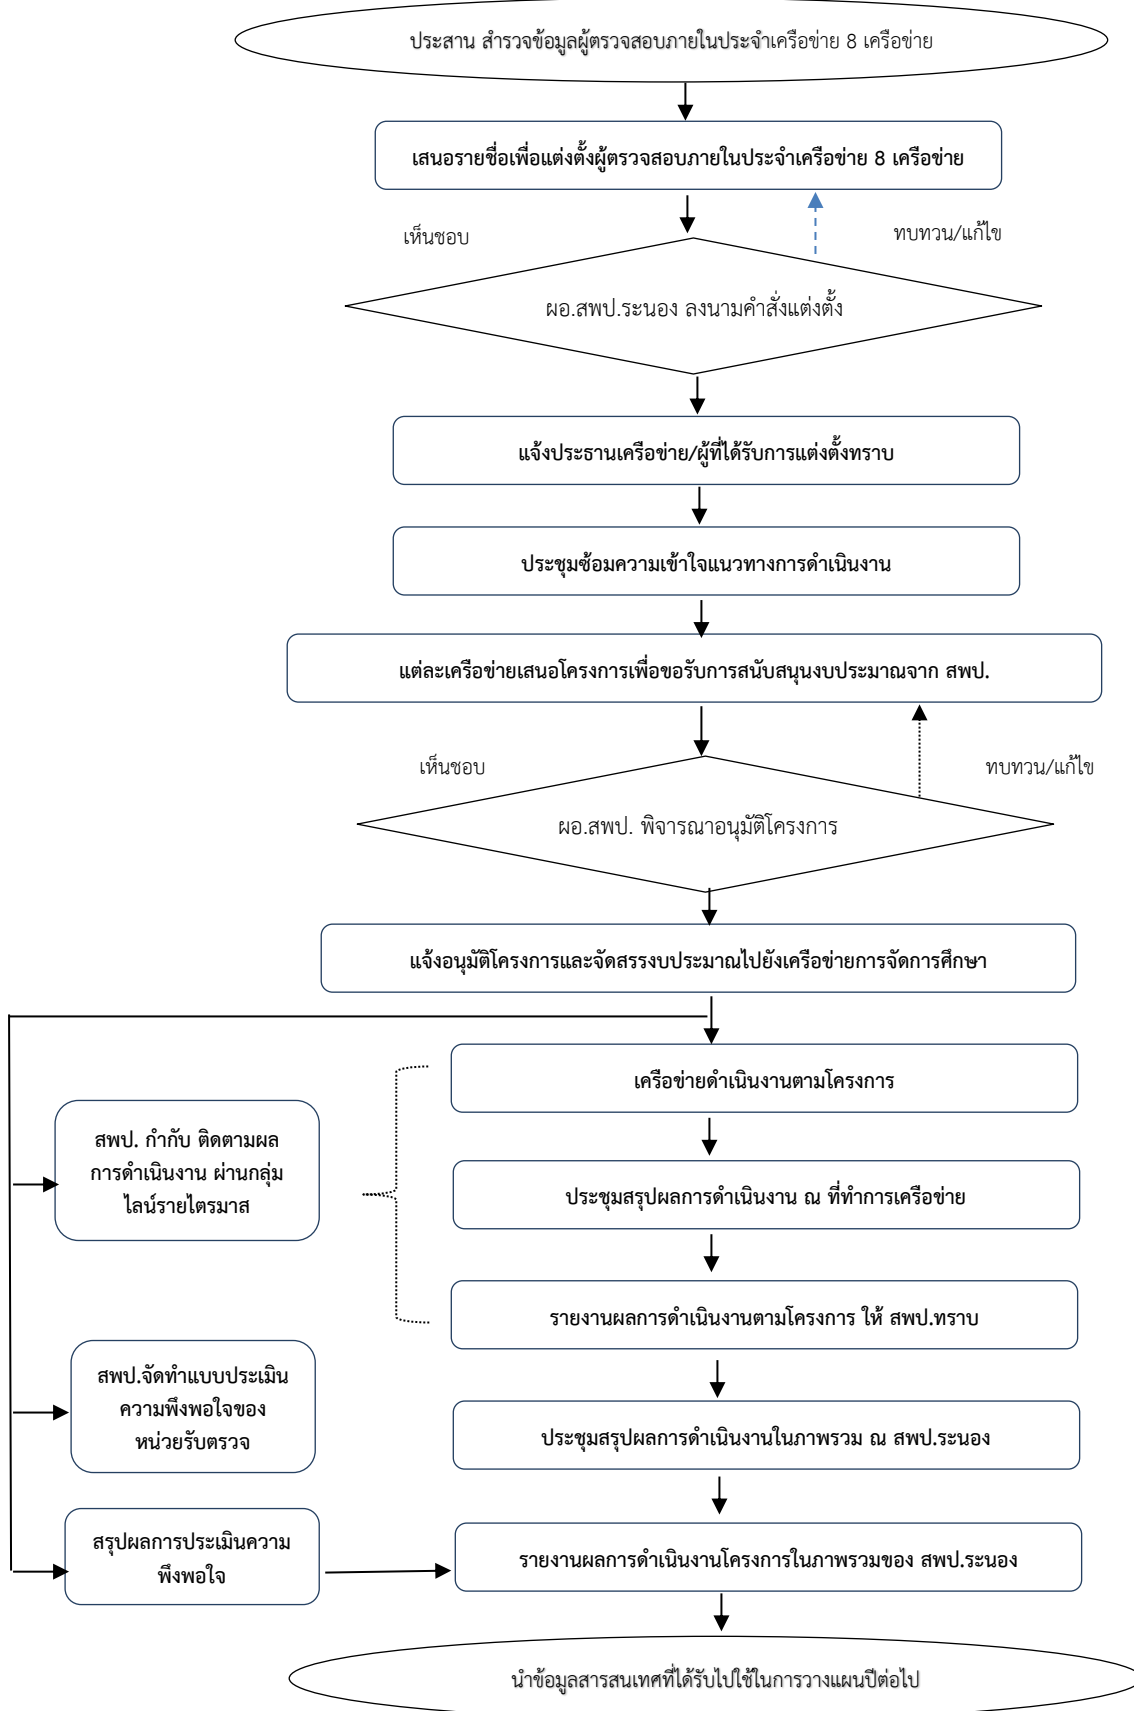 ประสาน สำรวจข้อมูลผู้ตรวจสอบภายในประจำเครือข่าย 8 เครือข่าย
เสนอรายชื่อเพื่อแต่งตั้งผู้ตรวจสอบภายในประจำเครือข่าย 8 เครือข่าย
เห็นชอบ
ทบทวน/แก้ไข
ผอ.สพป.ระนอง ลงนามคำสั่งแต่งตั้ง
แจ้งประธานเครือข่าย/ผู้ที่ได้รับการแต่งตั้งทราบ
ประชุมซ้อมความเข้าใจแนวทางการดำเนินงาน
แต่ละเครือข่ายเสนอโครงการเพื่อขอรับการสนับสนุนงบประมาณจาก สพป.
เห็นชอบ
ทบทวน/แก้ไข
ผอ.สพป. พิจารณาอนุมัติโครงการ
แจ้งอนุมัติโครงการและจัดสรรงบประมาณไปยังเครือข่ายการจัดการศึกษา
เครือข่ายดำเนินงานตามโครงการ
สพป. กำกับ ติดตามผล
การดำเนินงาน ผ่านกลุ่ม
ไลน์รายไตรมาส
ประชุมสรุปผลการดำเนินงาน ณ ที่ทำการเครือข่าย
รายงานผลการดำเนินงานตามโครงการ ให้ สพป.ทราบ
สพป.จัดทำแบบประเมิน
ความพึงพอใจของ
หน่วยรับตรวจ
ประชุมสรุปผลการดำเนินงานในภาพรวม ณ สพป.ระนอง
สรุปผลการประเมินความ
พึงพอใจ
รายงานผลการดำเนินงานโครงการในภาพรวมของ สพป.ระนอง
นำข้อมูลสารสนเทศที่ได้รับไปใช้ในการวางแผนปีต่อไป